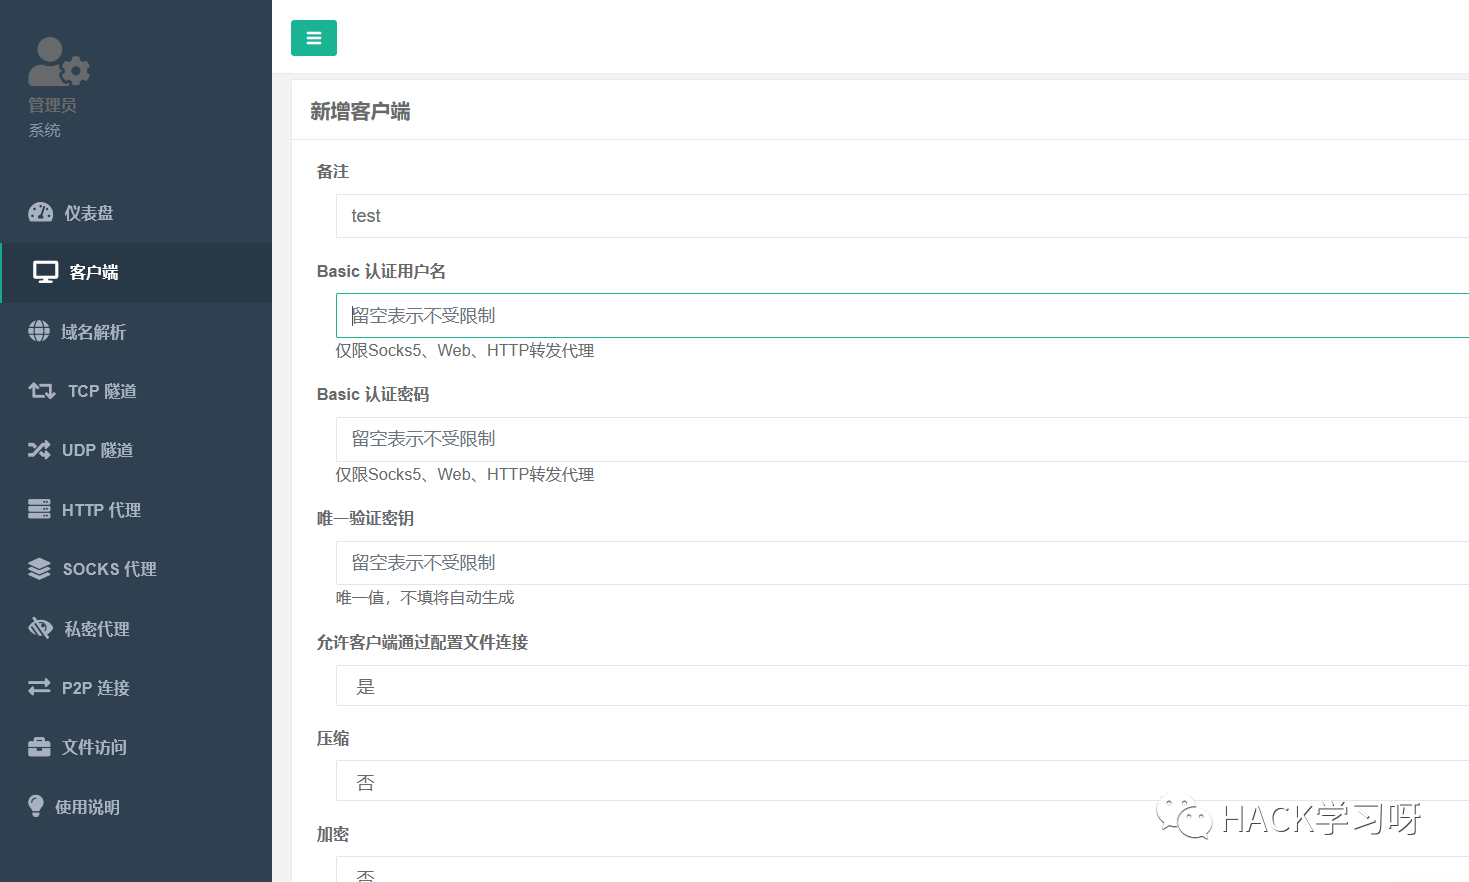 管理员
系统
仪表盘
客户端
域名解析
TCP 隧道
UDP 隧道
HTTP 代理
SOCKS 代理
私密代理
P2P 连接
文件访问
使用说明
新增客户端
备注
test
Basic 认证用户名
留空表示不受限制
仅限Socks5、Web、HTTP转发代理
Basic 认证密码
留空表示不受限制
仅限Socks5、Web、HTTP转发代理
唯一验证密钥
留空表示不受限制
唯一值，不填将自动生成
允许客户端通过配置文件连接
是
压缩
否
加密
否
HACK学习呀